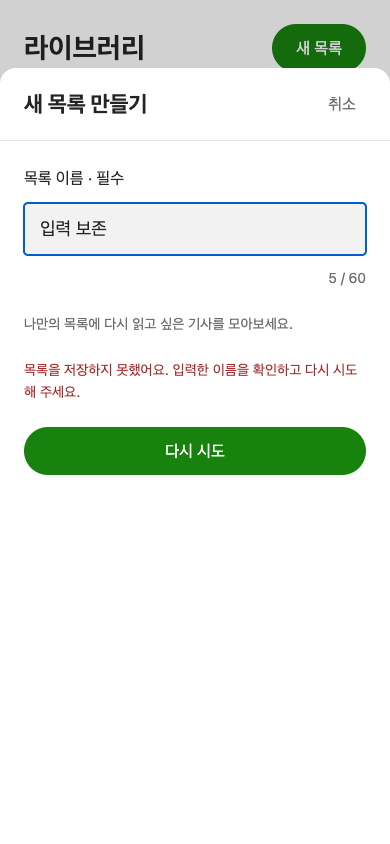 라이브러리
새 목록
새 목록 만들기
취소
목록 이름 · 필수
입력 보존
5 / 60
나만의 목록에 다시 읽고 싶은 기사를 모아보세요.
목록을 저장하지 못했어요. 입력한 이름을 확인하고 다시 시도
해 주세요.
다시 시도